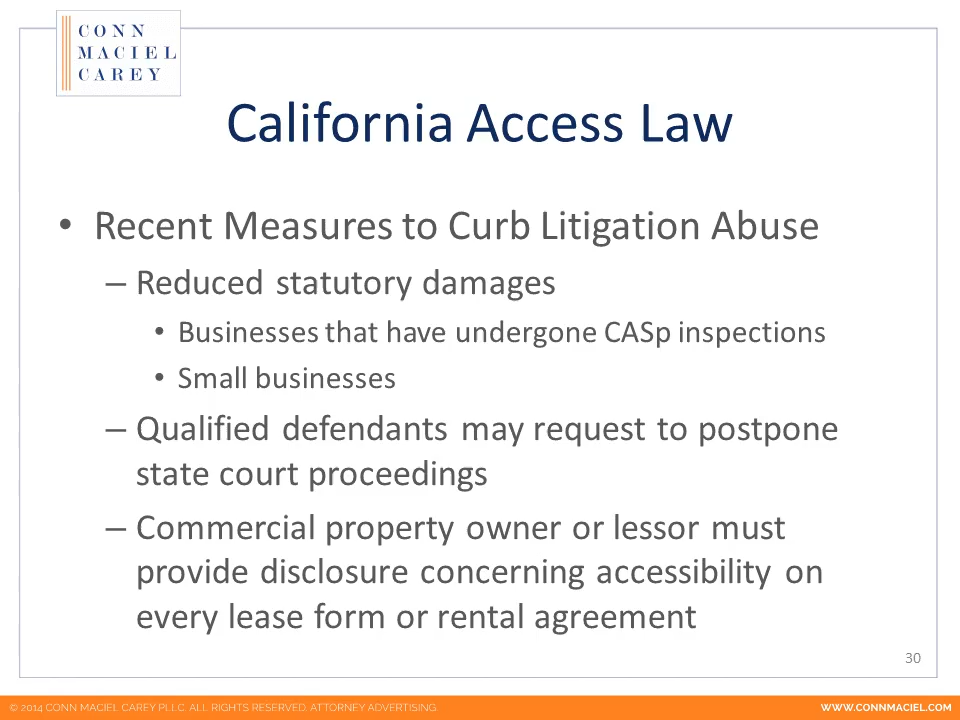 CONN
MACIEL
CAREY
California Access Law
• Recent Measures to Curb Litigation Abuse
– Reduced statutory damages
• Businesses that have undergone CASp inspections
• Small businesses
– Qualified defendants may request to postpone
state court proceedings
– Commercial property owner or lessor must
provide disclosure concerning accessibility on
every lease form or rental agreement
30
© 2014 CONN MACIEL CAREY PLLC. ALL RIGHTS RESERVED. ATTORNEY ADVERTISING.
WWW.CONNMACIEL.COM